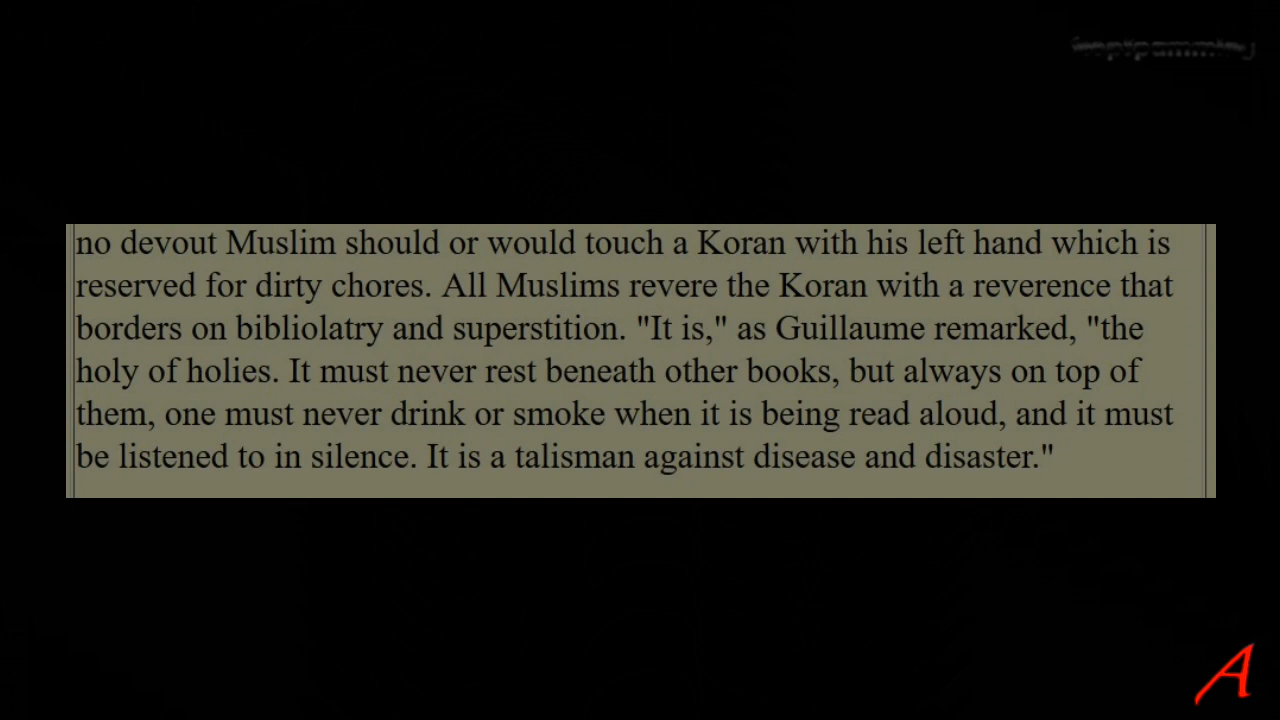 no devout Muslim should or would touch a Koran with his left hand which is
reserved for dirty chores. All Muslims revere the Koran with a reverence that
borders on bibliolatry and superstition. "It is," as Guillaume remarked, "the
holy of holies. It must never rest beneath other books, but always on top of
them, one must never drink or smoke when it is being read aloud, and it must
be listened to in silence. It is a talisman against disease and disaster."
A